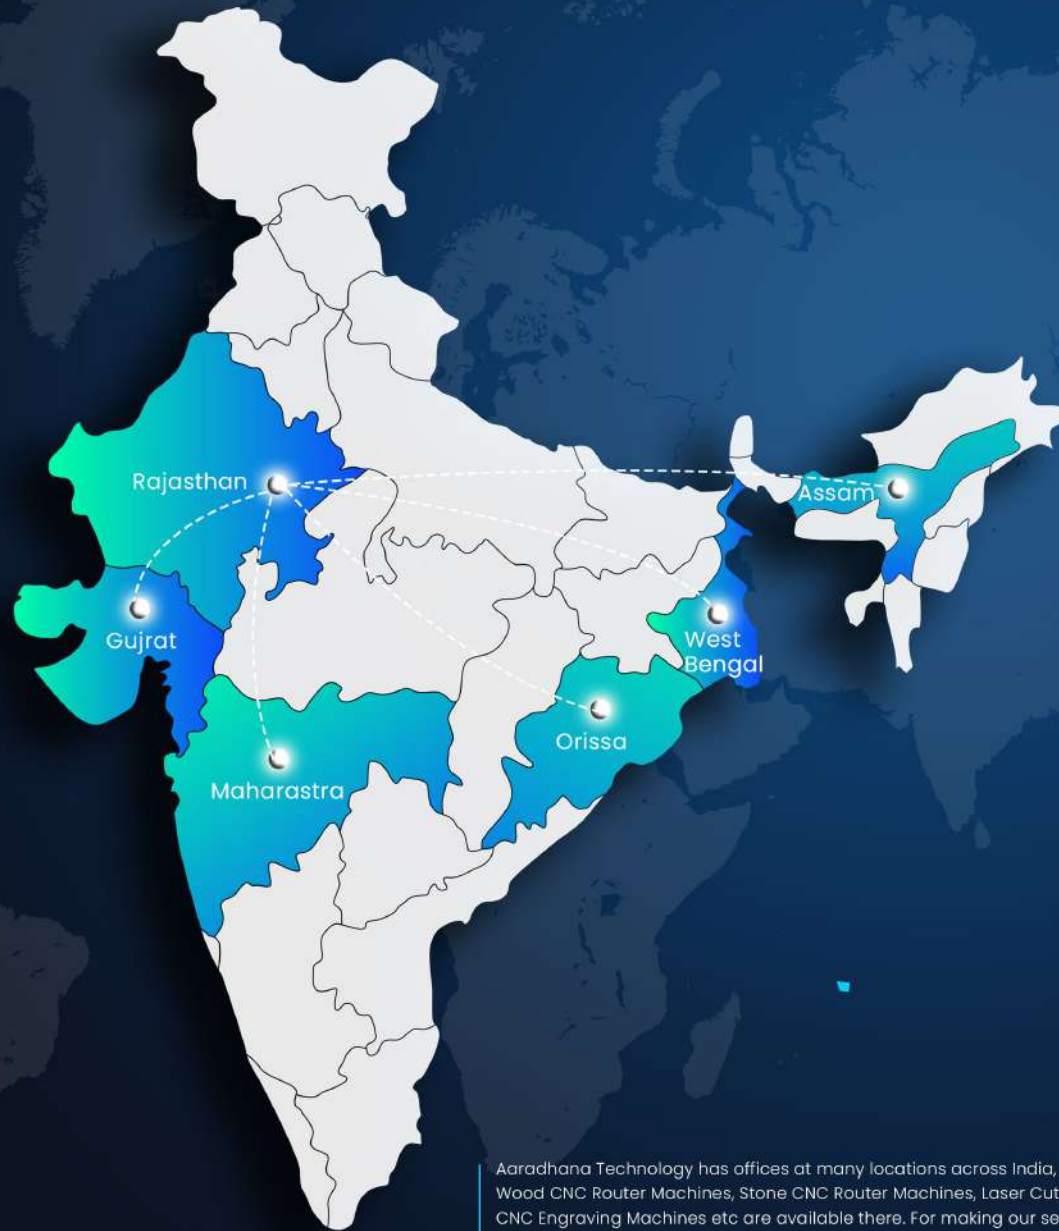 Rajasthan
Assam
Gujrat
West
Bengal
Orissa
Maharastra
Aaradhana Technology has offices at many locations across India,
Wood CNC Router Machines, Stone CNC Router Machines, Laser Cut
CNC Engraving Machines etc are available there. For making our se